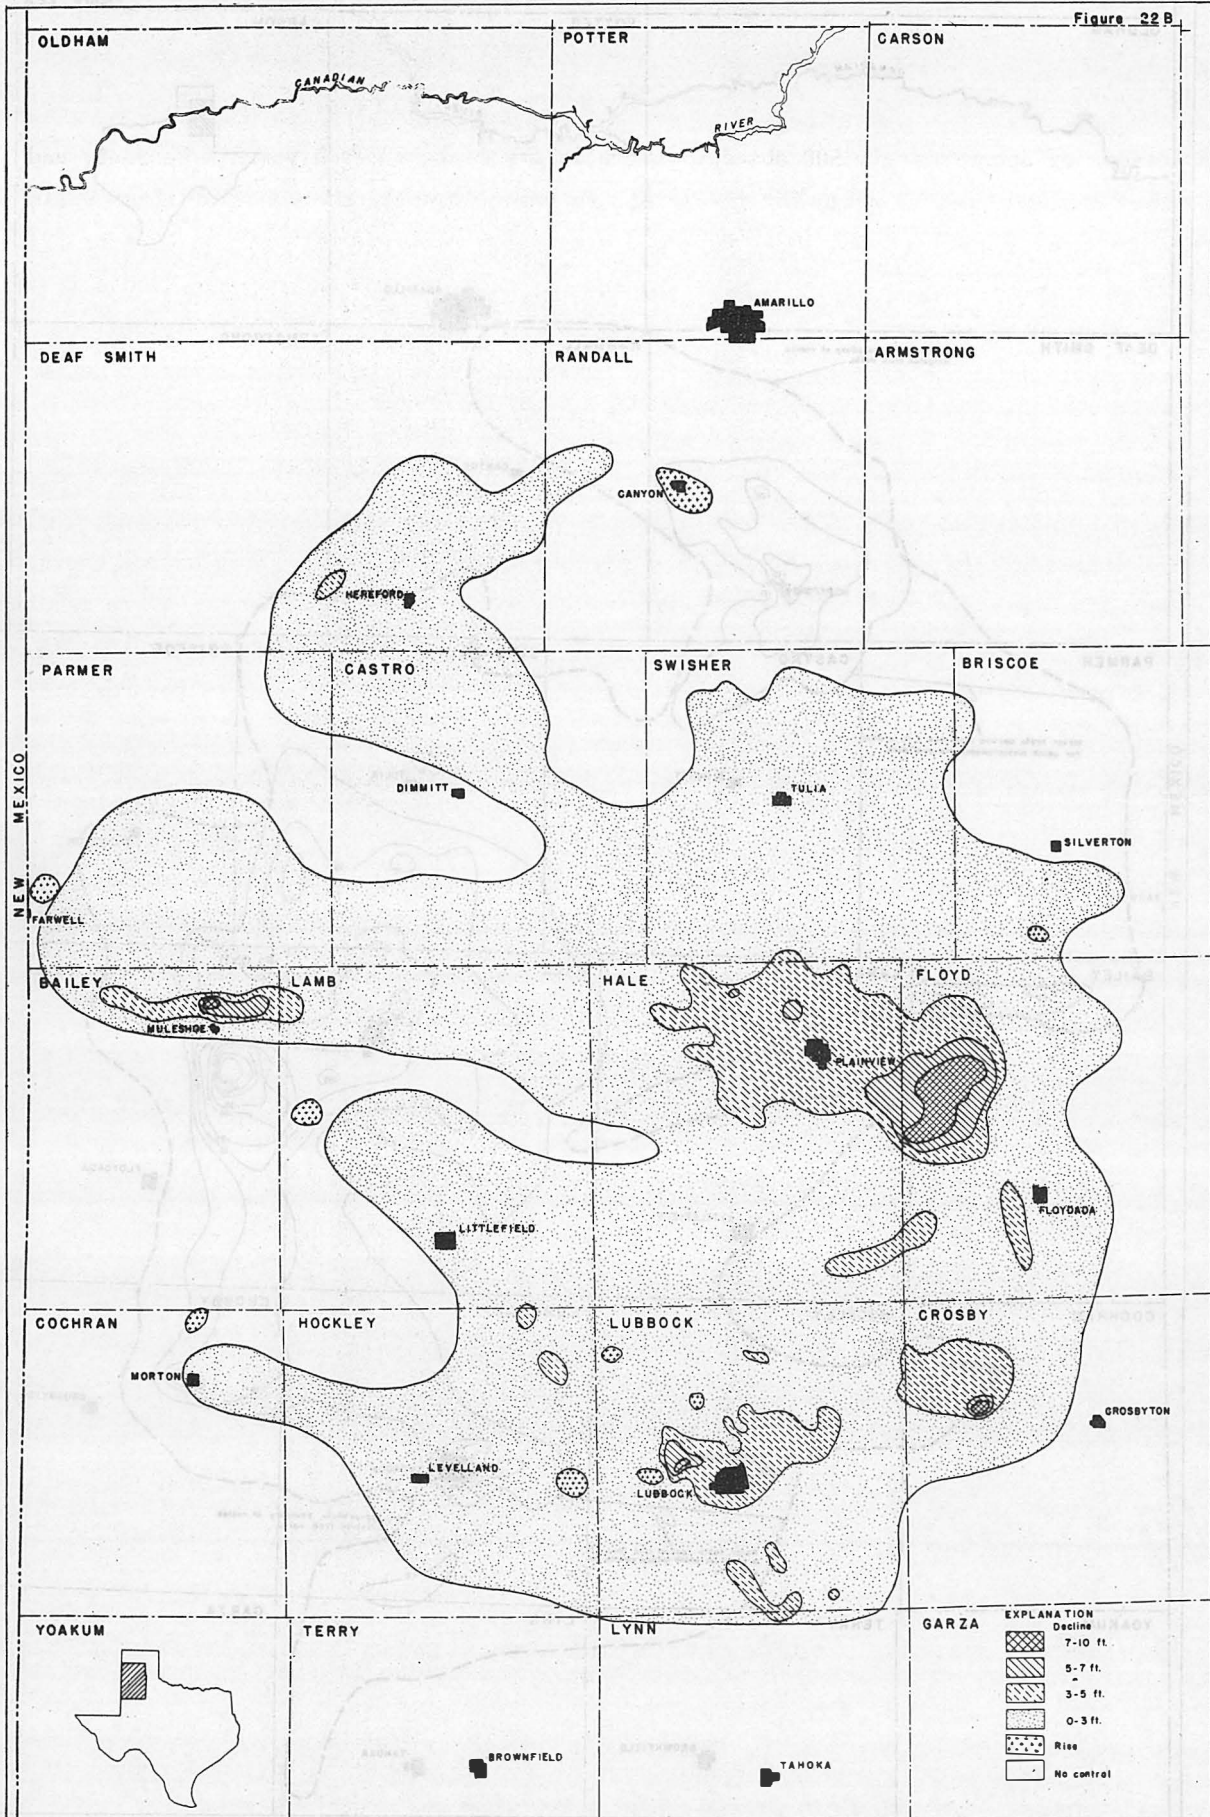 Figure 22B
OLDHAM
POTTER
CARSON
CANADIAN
RIVER
AMARILLO
DEAF SMITH
RANDALL
ARMSTRONG
CANYON
HEREFORD
PARMER
CASTRO
SWISHER
BRISCOE
NEW MEXICO
DIMMITT
TULIA
SILVERTON
FARWELL
BAILEY
LAMB
HALE
FLOYD
MULESHOE
PLAINVIEW
LITTLEFIELD
FLOYDADA
COCHRAN
HOCKLEY
LUBBOCK
CROSBY
MORTON
CROSBYTON
LEVELLAND
LUBBOCK
YOAKUM
TERRY
LYNN
GARZA
EXPLANATION
Decline
7-10 ft.
5-7 ft.
3-5 ft.
0-3 ft.
Rise
No control
BROWNFIELD
TAHOKA